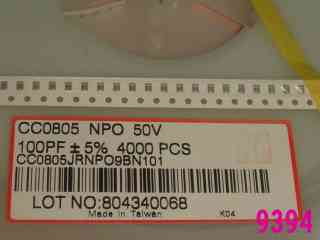 CC0805 NPO 50V
100PF ± 5% 4000 PCS
CC0805JRNPO9BN101
LOT NO:804340068
Made in Taiwan K04
9394